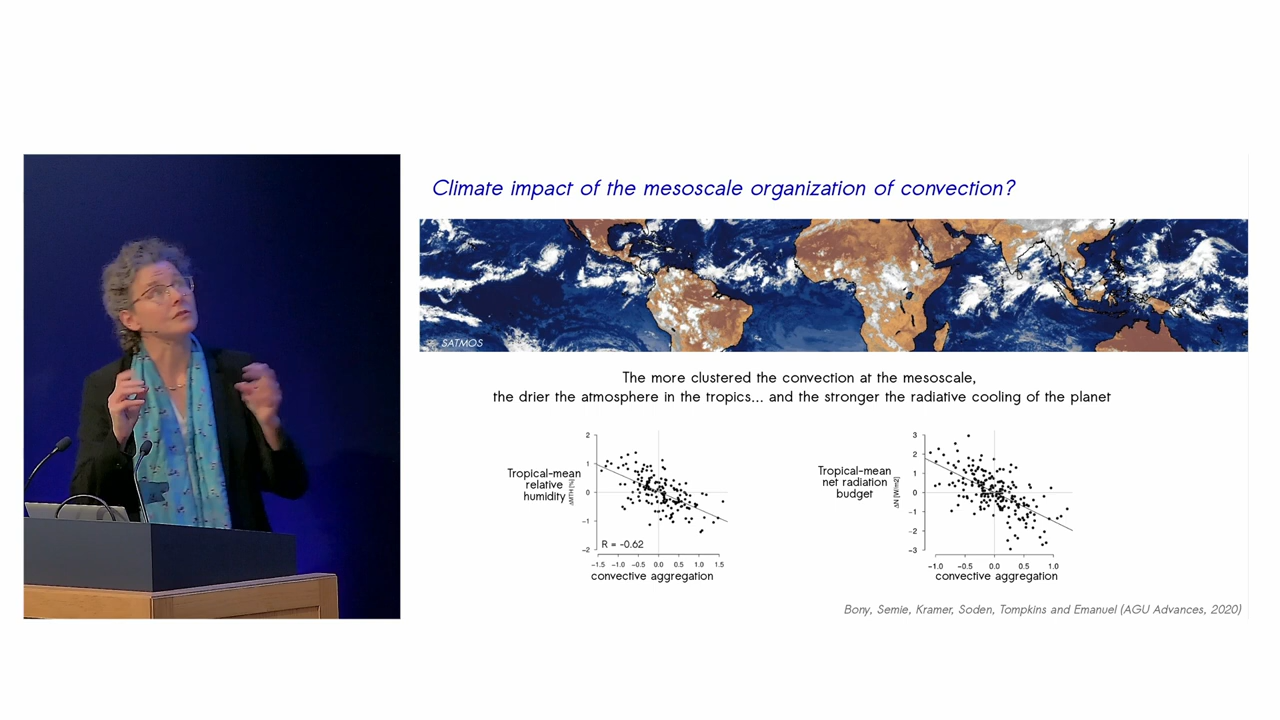 Climate impact of the mesoscale organization of convection?
SATMOS
The more clustered the convection at the mesoscale,
the drier the atmosphere in the tropics... and the stronger the radiative cooling of the planet
Tropical-mean
relative
humidity
ΔMTH [%]
2
1
0
−1
−2
R = -0.62
−1.5 −1.0 −0.5 0.0 0.5 1.0 1.5
convective aggregation
Tropical-mean
net radiation
budget
ΔN [W/m2]
3
2
1
0
−1
−2
−3
−1.0 −0.5 0.0 0.5 1.0
convective aggregation
Bony, Semie, Kramer, Soden, Tompkins and Emanuel (AGU Advances, 2020)